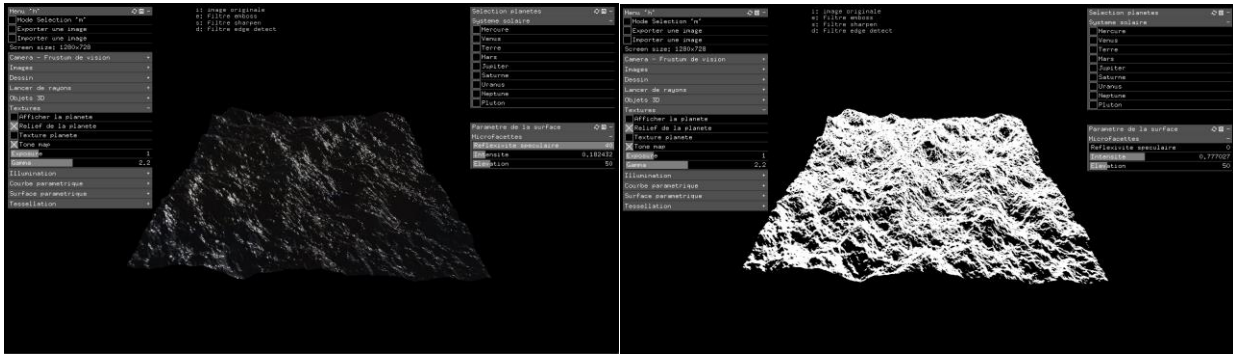 Menu "m"
Mode Selection "m"
Exporter une image
Importer une image
Screen size: 1280x720
Camera - Frustum de vision +
Images +
Dessin +
Lancer de rayons +
Objets 3D +
Textures -
Afficher la planete
Relief de la planete
Texture planete
Tone map
Exposure 1
Gamma 2.2
Illumination +
Courbe parametrique +
Surface parametrique +
Tessellation +
i: image originale
e: Filtre emboss
s: Filtre sharpen
d: Filtre edge detect
Selection planetes
Systeme solaire -
Mercure
Venus
Terre
Mars
Jupiter
Saturne
Uranus
Neptune
Pluton
Parametre de la surface
MicroFacettes -
Reflexivite speculaire 40
Intensite 0,182432
Elevation 50
Menu "m"
Mode Selection "m"
Exporter une image
Importer une image
Screen size: 1280x720
Camera - Frustum de vision +
Images +
Dessin +
Lancer de rayons +
Objets 3D +
Textures -
Afficher la planete
Relief de la planete
Texture planete
Tone map
Exposure 1
Gamma 2.2
Illumination +
Courbe parametrique +
Surface parametrique +
Tessellation +
i: image originale
e: Filtre emboss
s: Filtre sharpen
d: Filtre edge detect
Selection planetes
Systeme solaire -
Mercure
Venus
Terre
Mars
Jupiter
Saturne
Uranus
Neptune
Pluton
Parametre de la surface
MicroFacettes -
Reflexivite speculaire 0
Intensite 0,777027
Elevation 50